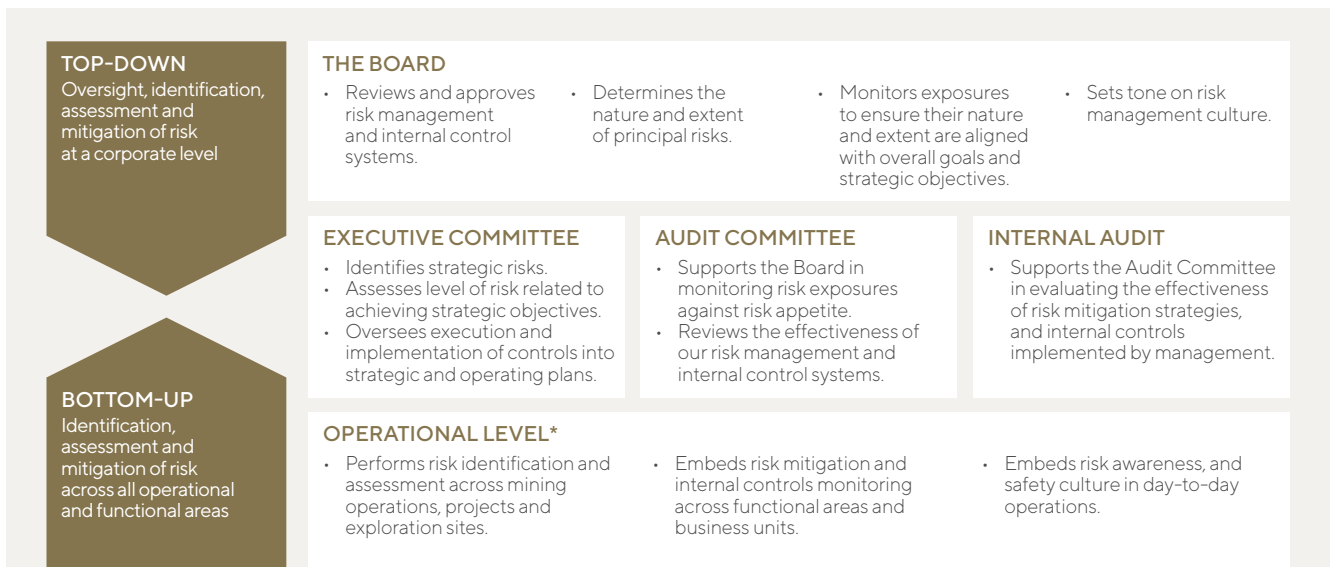 TOP-DOWN
Oversight, identification,
assessment and
mitigation of risk
at a corporate level
THE BOARD
• Reviews and approves
risk management
and internal control
systems.
• Determines the
nature and extent
of principal risks.
• Monitors exposures
to ensure their nature
and extent are aligned
with overall goals and
strategic objectives.
• Sets tone on risk
management culture.
EXECUTIVE COMMITTEE
• Identifies strategic risks.
• Assesses level of risk related to
achieving strategic objectives.
• Oversees execution and
implementation of controls into
strategic and operating plans.
AUDIT COMMITTEE
• Supports the Board in
monitoring risk exposures
against risk appetite.
• Reviews the effectiveness of
our risk management and
internal control systems.
INTERNAL AUDIT
• Supports the Audit Committee
in evaluating the effectiveness
of risk mitigation strategies,
and internal controls
implemented by management.
BOTTOM-UP
Identification,
assessment and
mitigation of risk
across all operational
and functional areas
OPERATIONAL LEVEL*
• Performs risk identification and
assessment across mining
operations, projects and
exploration sites.
• Embeds risk mitigation and
internal controls monitoring
across functional areas and
business units.
• Embeds risk awareness, and
safety culture in day-to-day
operations.